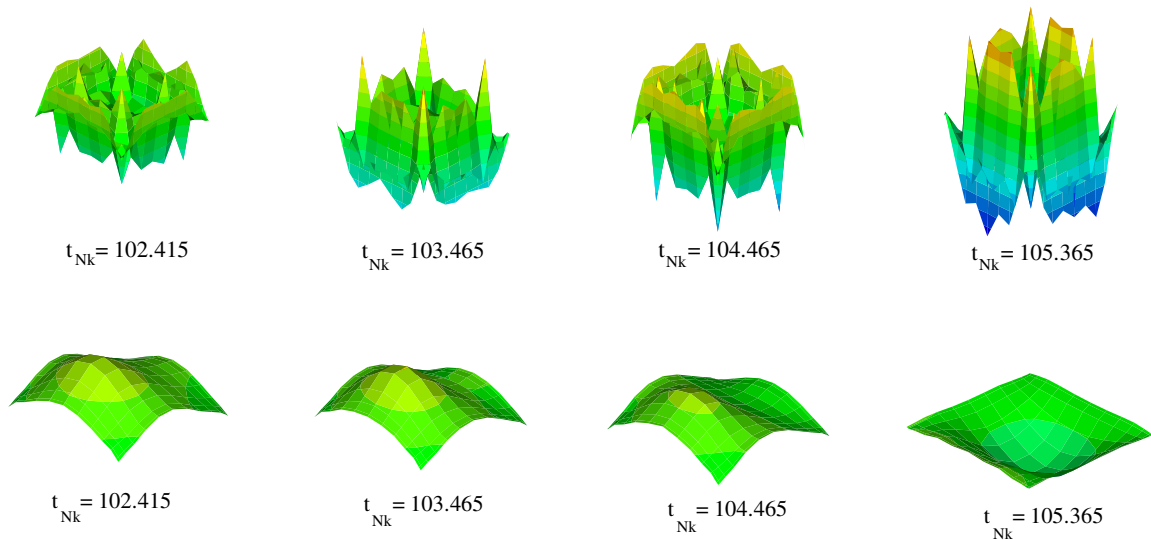 t_Nk = 102.415
t_Nk = 103.465
t_Nk = 104.465
t_Nk = 105.365
t_Nk = 102.415
t_Nk = 103.465
t_Nk = 104.465
t_Nk = 105.365